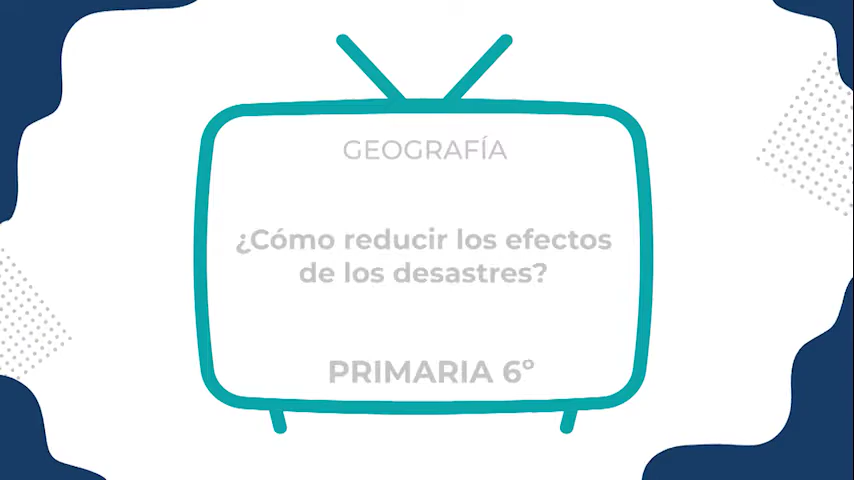 GEOGRAFÍA
¿Cómo reducir los efectos
de los desastres?
PRIMARIA 6º